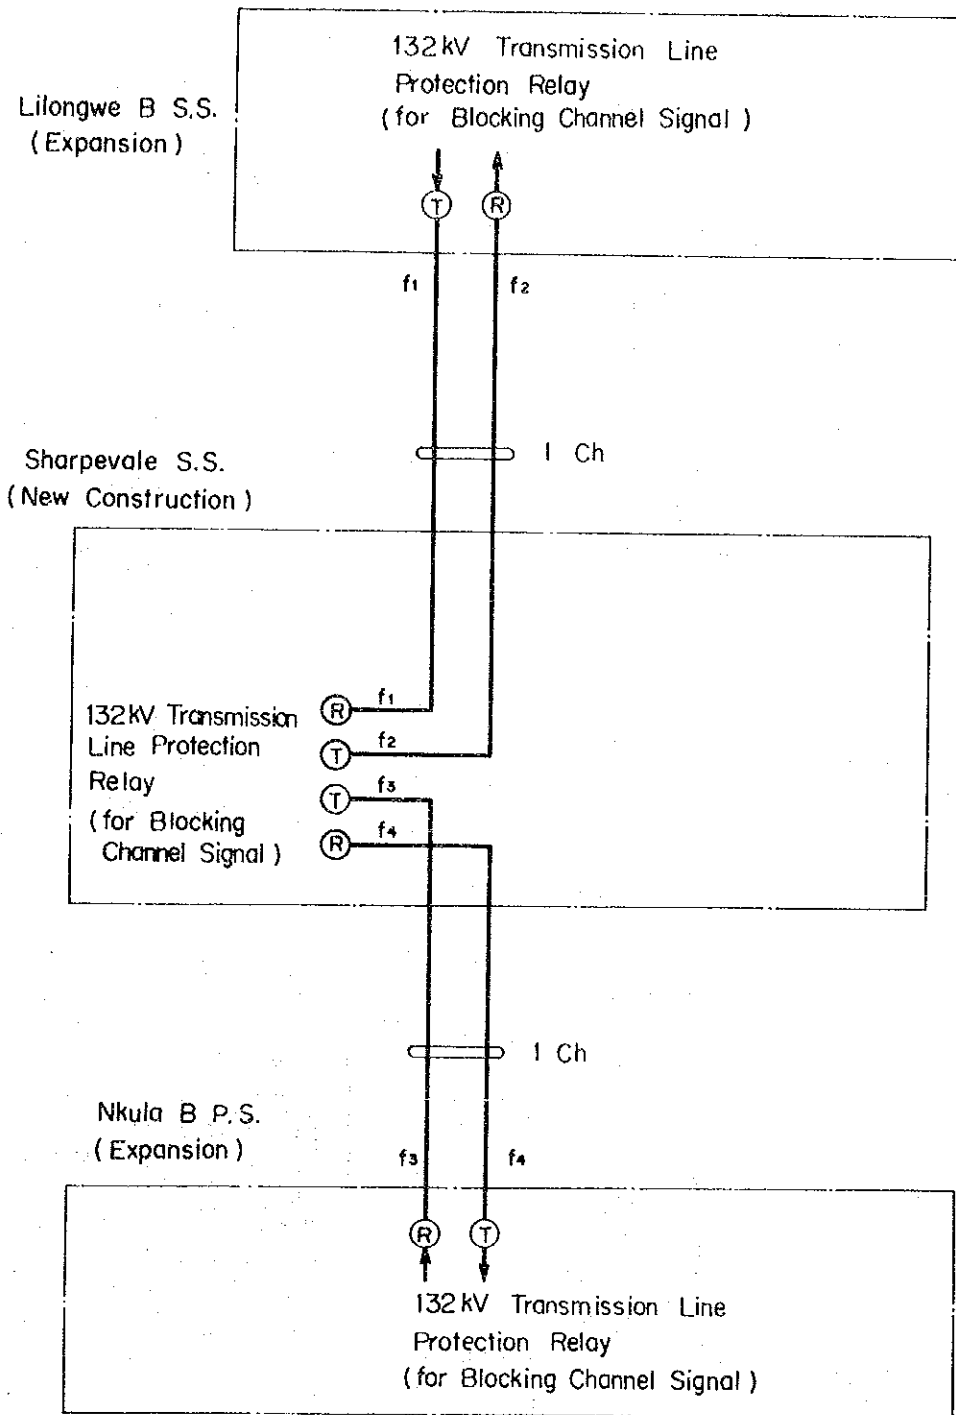 132kV Transmission Line
Protection Relay
(for Blocking Channel Signal)
Lilongwe B S.S.
(Expansion)
T R
f1 f2
1 Ch
Sharpevale S.S.
(New Construction)
132kV Transmission
Line Protection
Relay
(for Blocking
Channel Signal)
R f1
T f2
T f3
R f4
1 Ch
Nkula B P.S.
(Expansion)
f3 f4
R T
132kV Transmission Line
Protection Relay
(for Blocking Channel Signal)